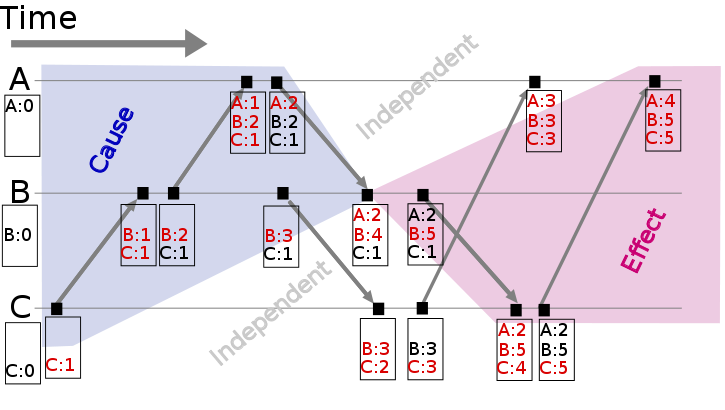 Time
Independent
A
A:0
A:1
B:2
C:1
A:2
B:2
C:1
A:3
B:3
C:3
A:4
B:5
C:5
Cause
B
B:0
B:1
C:1
B:2
C:1
B:3
C:1
A:2
B:4
C:1
A:2
B:5
C:1
Effect
Independent
C
C:0
C:1
B:3
C:2
B:3
C:3
A:2
B:5
C:4
A:2
B:5
C:5